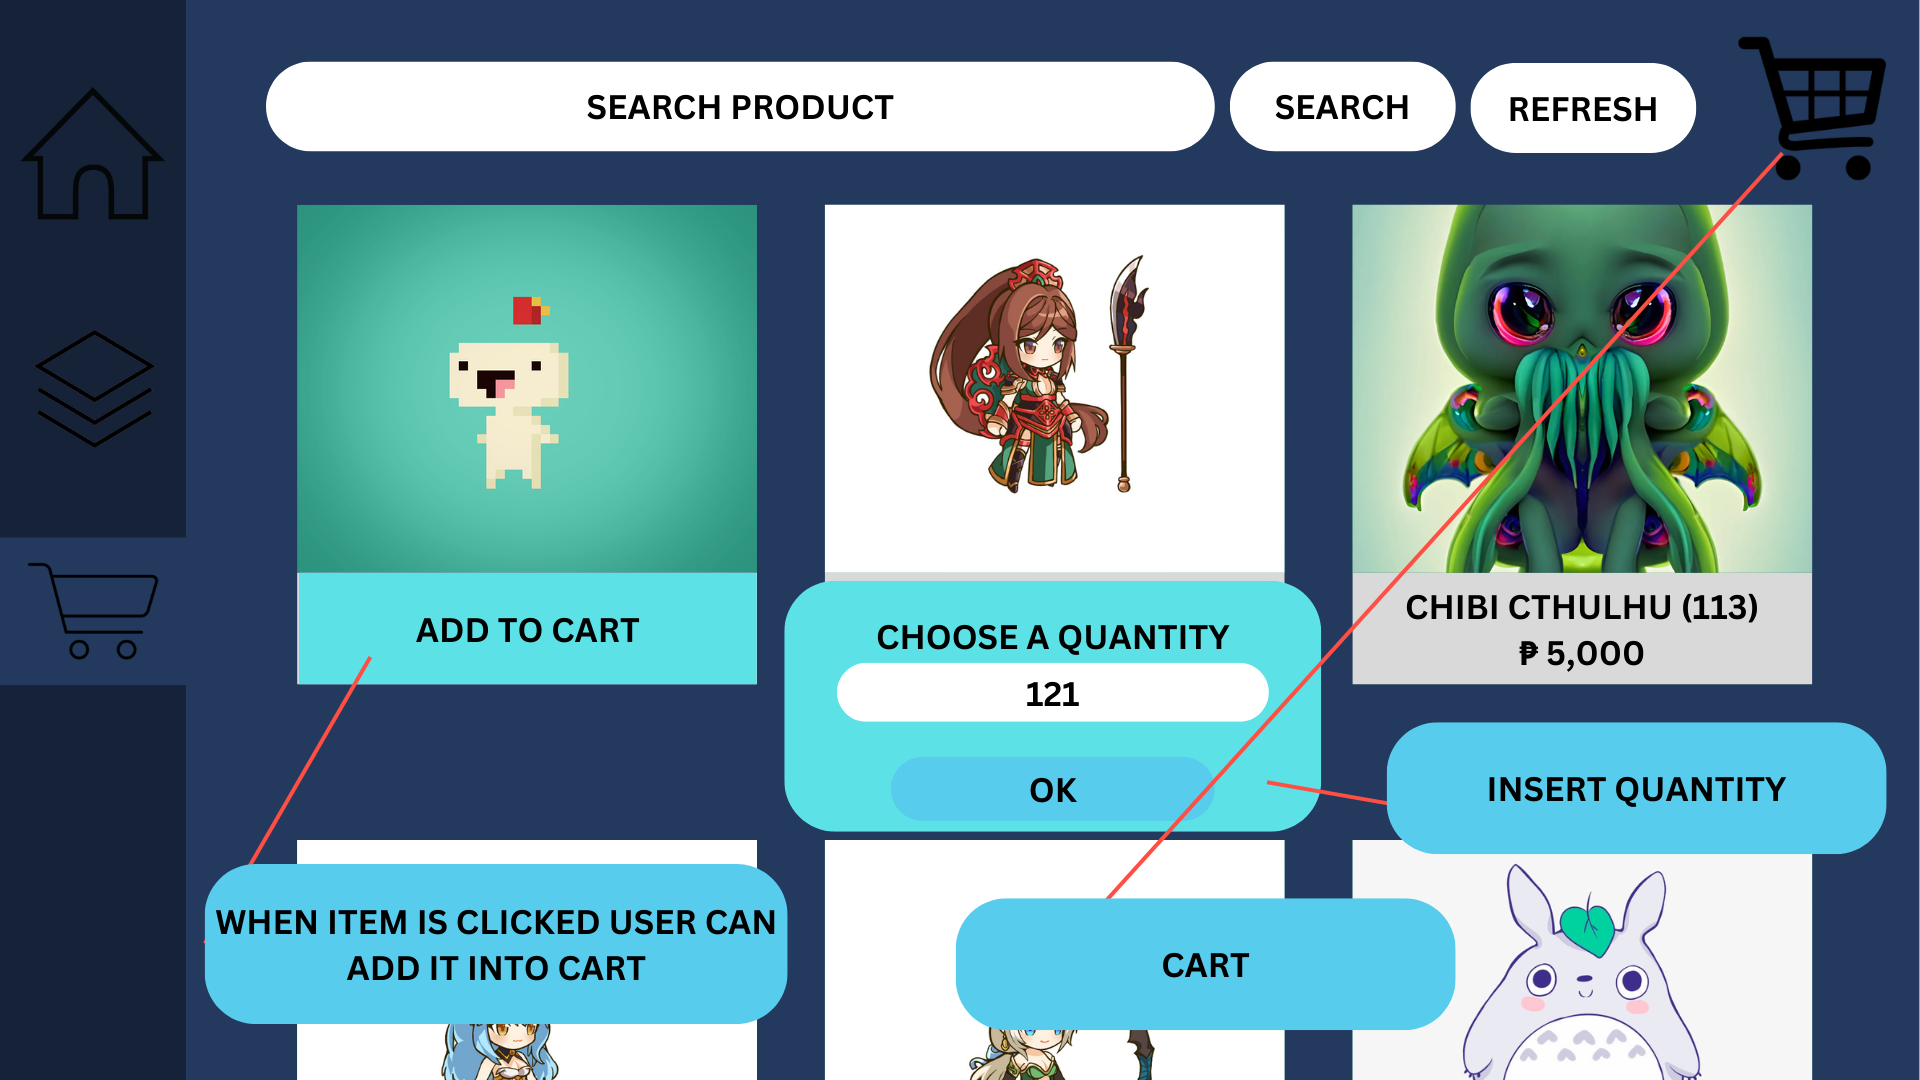 SEARCH PRODUCT
SEARCH
REFRESH
ADD TO CART
CHOOSE A QUANTITY
121
OK
CHIBI CTHULHU (113)
₱ 5,000
INSERT QUANTITY
WHEN ITEM IS CLICKED USER CAN
ADD IT INTO CART
CART